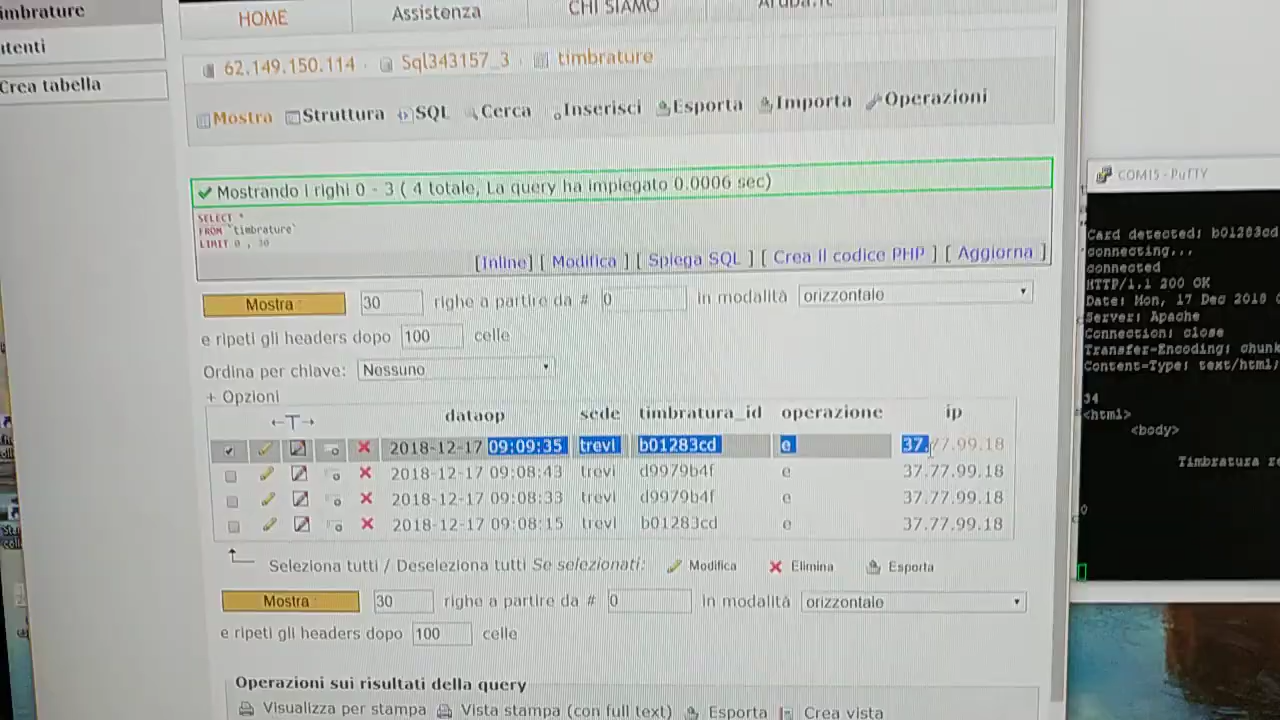 imbrature
tenti
Crea tabella
HOME
Assistenza
CHI SIAMO
Aruba.it
62.149.150.114 · Sql343157_3 · timbrature
Mostra Struttura SQL Cerca Inserisci Esporta Importa Operazioni
Mostrando i righi 0 - 3 ( 4 totale, La query ha impiegato 0.0006 sec)
SELECT *
FROM `timbrature`
LIMIT 0 , 30
[Inline] [ Modifica ] [ Spiega SQL ] [ Crea il codice PHP ] [ Aggiorna ]
Mostra : 30 righe a partire da # 0 in modalità orizzontale
e ripeti gli headers dopo 100 celle
Ordina per chiave: Nessuno
+ Opzioni
←T→ dataop sede timbratura_id operazione ip
2018-12-17 09:09:35 trevi b01283cd e 37.77.99.18
2018-12-17 09:08:43 trevi d9979b4f e 37.77.99.18
2018-12-17 09:08:33 trevi d9979b4f e 37.77.99.18
2018-12-17 09:08:15 trevi b01283cd e 37.77.99.18
Seleziona tutti / Deseleziona tutti Se selezionati: Modifica Elimina Esporta
Mostra : 30 righe a partire da # 0 in modalità orizzontale
e ripeti gli headers dopo 100 celle
Operazioni sui risultati della query
Visualizza per stampa Vista stampa (con full text) Esporta Crea vista
COM15 - PuTTY
Card detected: b01283cd
connecting...
connected
HTTP/1.1 200 OK
Date: Mon, 17 Dec 2018
Server: Apache
Connection: close
Transfer-Encoding: chunk
Content-Type: text/html;
34
<html>
<body>
Timbratura re
0